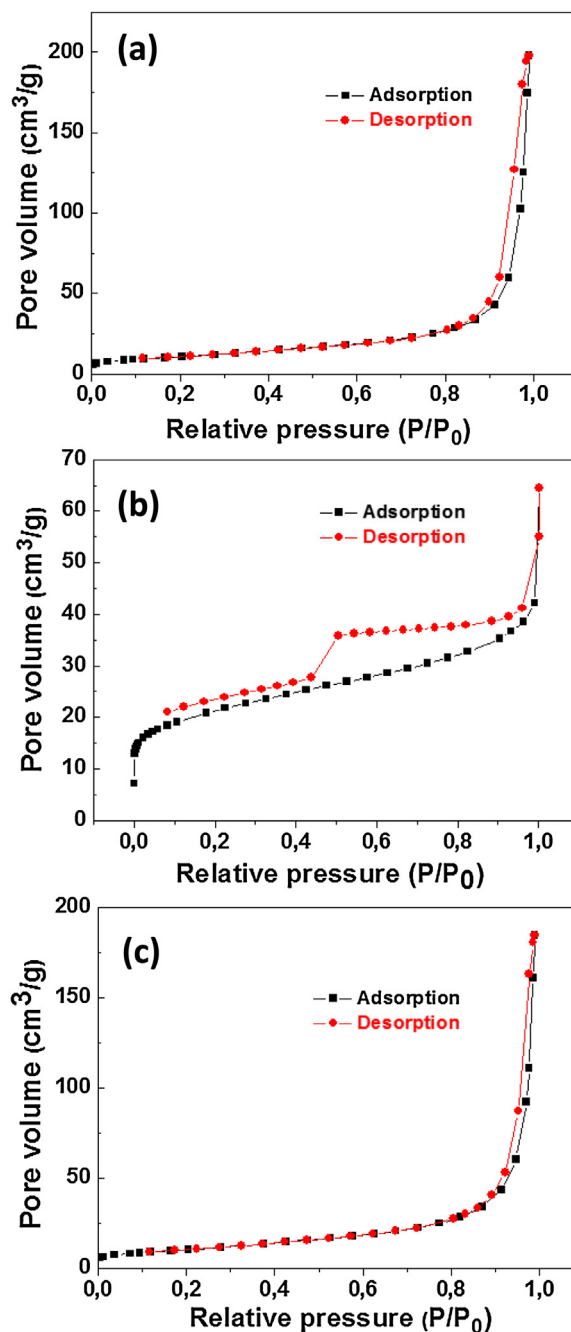 (a)
200
150
100
50
0
Adsorption
Desorption
Pore volume (cm³/g)
0,0 0,2 0,4 0,6 0,8 1,0
Relative pressure (P/P₀)
(b)
70
60
50
40
30
20
10
0
Adsorption
Desorption
Pore volume (cm³/g)
0,0 0,2 0,4 0,6 0,8 1,0
Relative pressure (P/P₀)
(c)
200
150
100
50
0
Adsorption
Desorption
Pore volume (cm³/g)
0,0 0,2 0,4 0,6 0,8 1,0
Relative pressure (P/P₀)